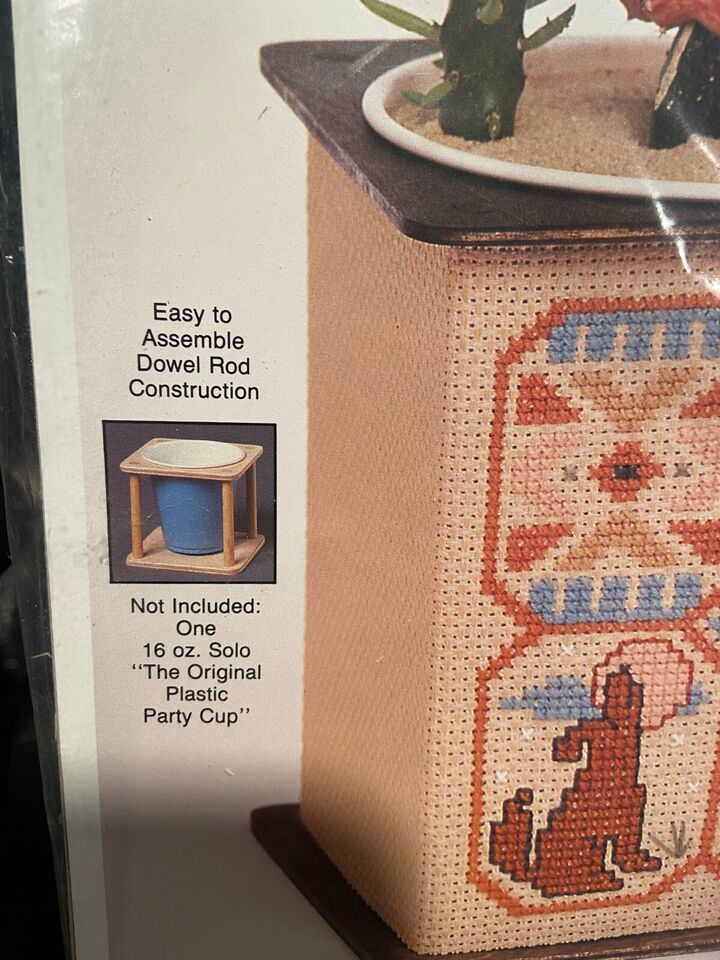 Easy to
Assemble
Dowel Rod
Construction
Not Included:
One
16 oz. Solo
‘‘The Original
Plastic
Party Cup’’